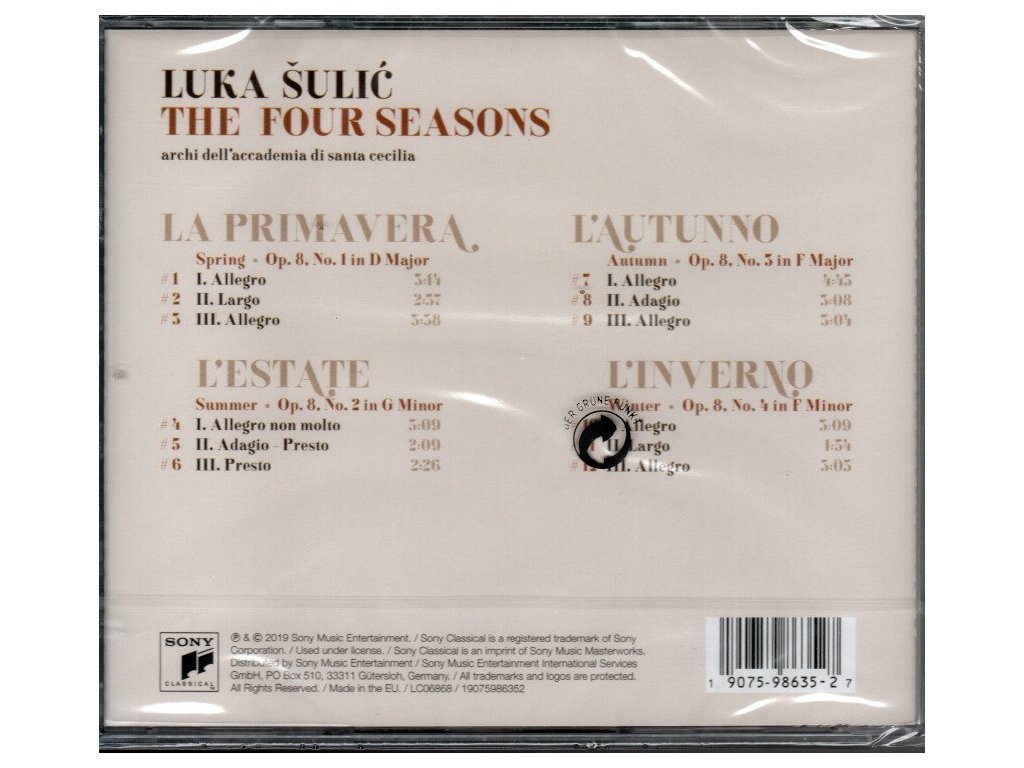 LUKA ŠULIĆ
THE FOUR SEASONS
archi dell'accademia di santa cecilia
LA PRIMAVERA
Spring • Op. 8, No. 1 in D Major
#1 I. Allegro 3:14
#2 II. Largo 2:37
#3 III. Allegro 3:38
L'ESTATE
Summer • Op. 8, No. 2 in G Minor
#4 I. Allegro non molto 5:09
#5 II. Adagio - Presto 2:09
#6 III. Presto 2:26
L'AUTUNNO
Autumn • Op. 8, No. 3 in F Major
#7 I. Allegro 4:43
#8 II. Adagio 3:08
#9 III. Allegro 3:04
L'INVERNO
Winter • Op. 8, No. 4 in F Minor
Allegro 3:09
II. Largo 1:34
#12 III. Allegro 3:03
DER GRÜNE PUNKT
SONY
CLASSICAL
℗ & © 2019 Sony Music Entertainment. / Sony Classical is a registered trademark of Sony
Corporation. / Used under license. / Sony Classical is an imprint of Sony Music Masterworks.
Distributed by Sony Music Entertainment / Sony Music Entertainment International Services
GmbH, PO Box 510, 33311 Gütersloh, Germany. / All trademarks and logos are protected.
All Rights Reserved. / Made in the EU. / LC06868 / 19075986352
1 9075-98635-2 7